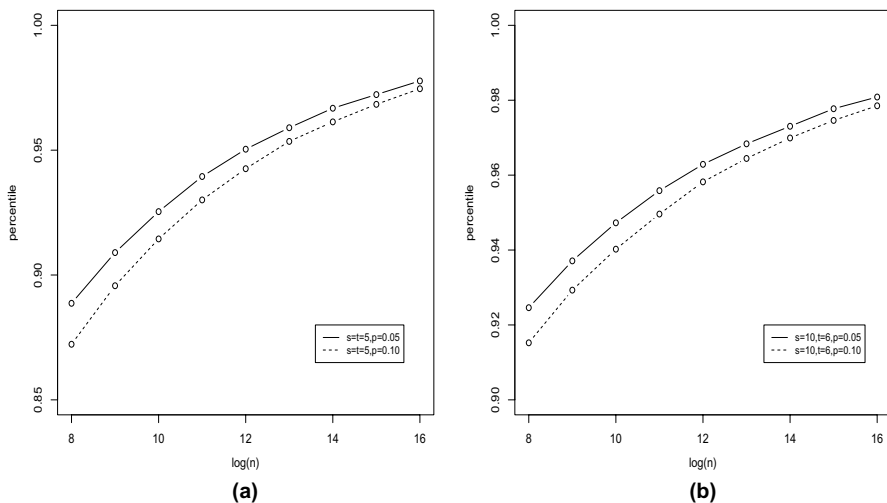 1.00
0.95
0.90
0.85
percentile
8
10
12
14
16
log(n)
s=t=5,p=0.05
s=t=5,p=0.10
(a)
1.00
0.98
0.96
0.94
0.92
0.90
percentile
8
10
12
14
16
log(n)
s=10,t=6,p=0.05
s=10,t=6,p=0.10
(b)